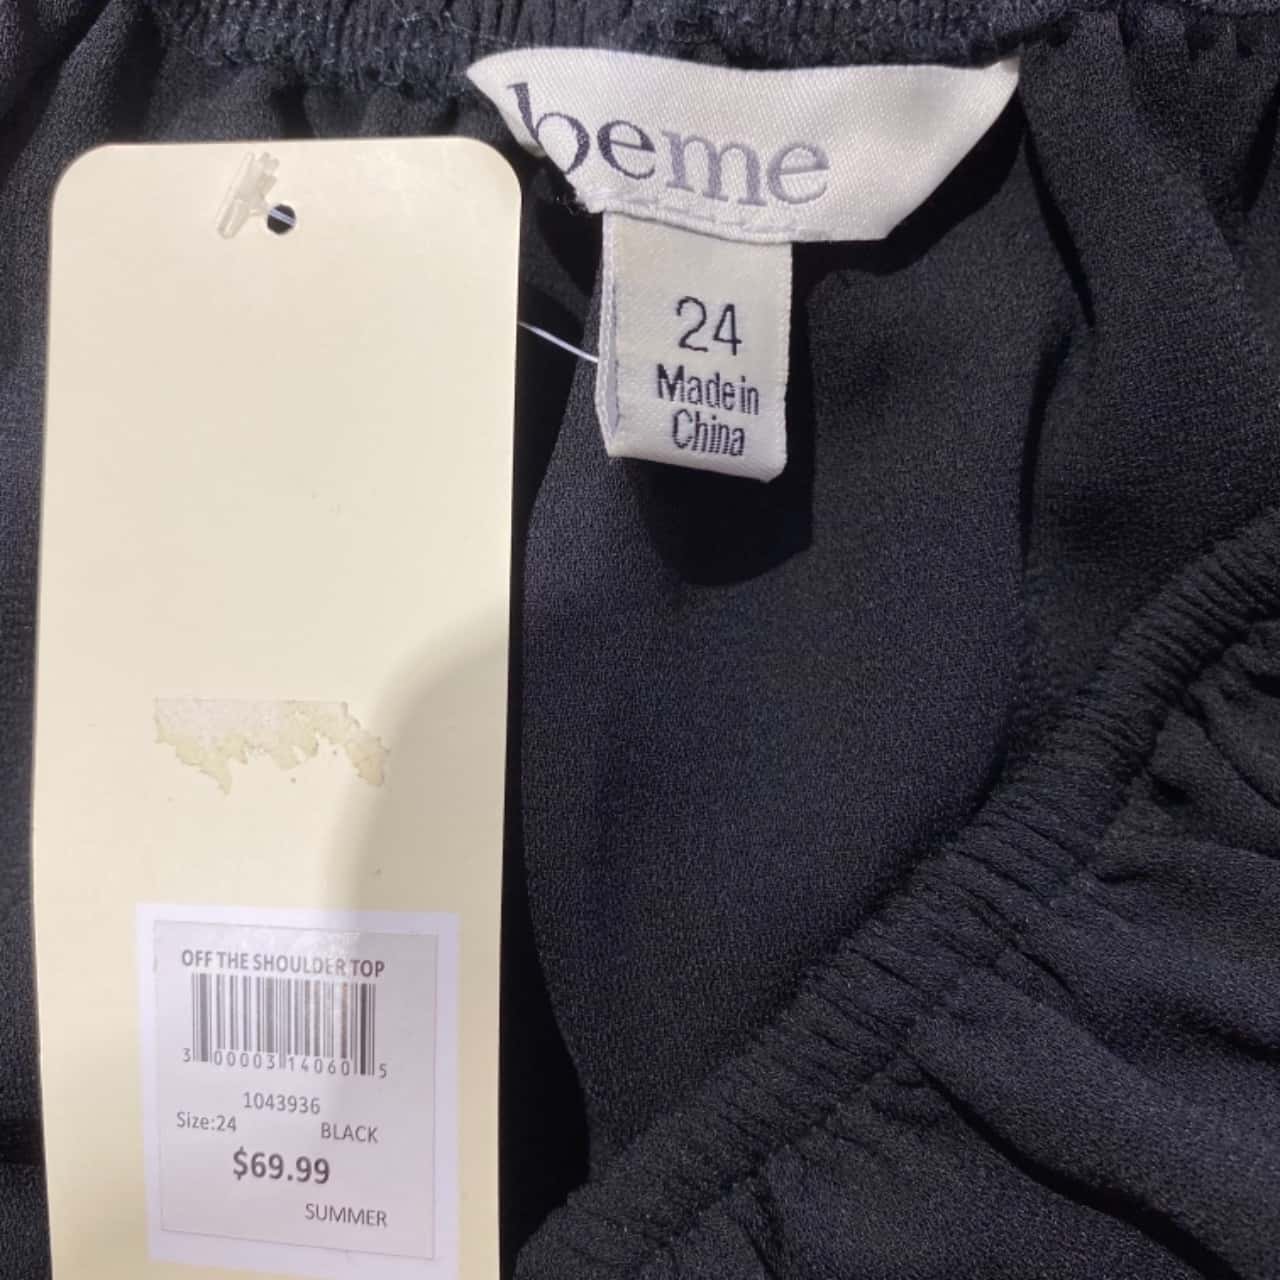 beme
24
Made in
China
OFF THE SHOULDER TOP
3 00003 14060 5
1043936
Size:24
BLACK
$69.99
SUMMER